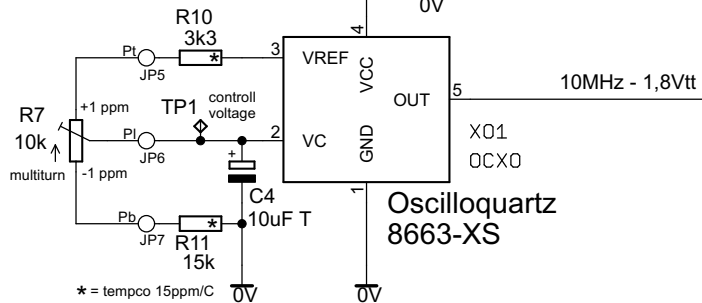 0V
R10
3k3
Pt
JP5
*
3
VREF
VCC
4
OUT
5
10MHz - 1,8Vtt
+1 ppm
R7
10k
multiturn
-1 ppm
Pl
JP6
TP1
controll
voltage
2
VC
GND
1
XO1
OCXO
+
C4
10uF T
Pb
JP7
*
R11
15k
Oscilloquartz
8663-XS
* = tempco 15ppm/C
0V
0V